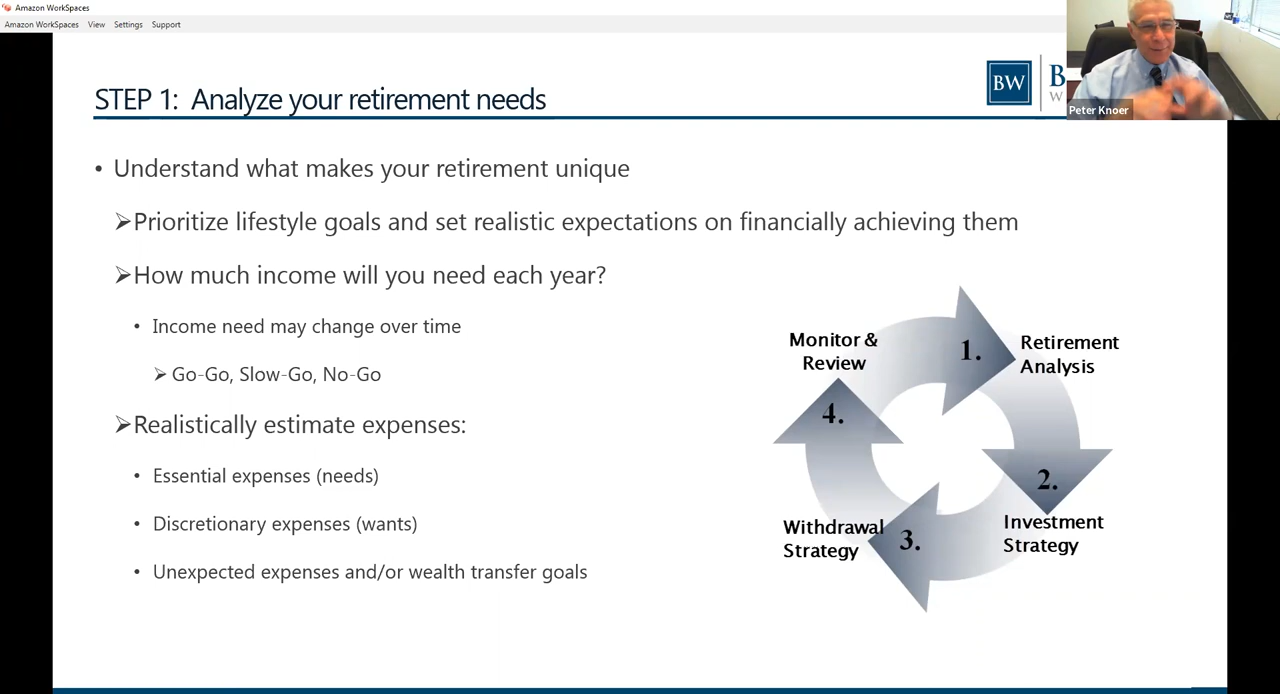 Amazon WorkSpaces
Amazon WorkSpaces View Settings Support
STEP 1: Analyze your retirement needs
BW
Peter Knoer
• Understand what makes your retirement unique
➢Prioritize lifestyle goals and set realistic expectations on financially achieving them
➢How much income will you need each year?
• Income need may change over time
➢ Go-Go, Slow-Go, No-Go
➢Realistically estimate expenses:
• Essential expenses (needs)
• Discretionary expenses (wants)
• Unexpected expenses and/or wealth transfer goals
1.
Retirement
Analysis
2.
Investment
Strategy
3.
Withdrawal
Strategy
4.
Monitor &
Review